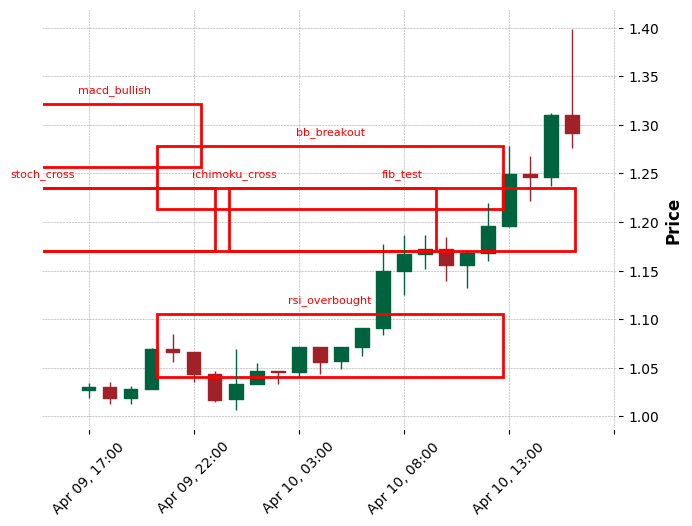 macd_bullish
bb_breakout
stoch_cross
ichimoku_cross
fib_test
rsi_overbought
1.40
1.35
1.30
1.25
1.20
1.15
1.10
1.05
1.00
Price
Apr 09, 17:00
Apr 09, 22:00
Apr 10, 03:00
Apr 10, 08:00
Apr 10, 13:00